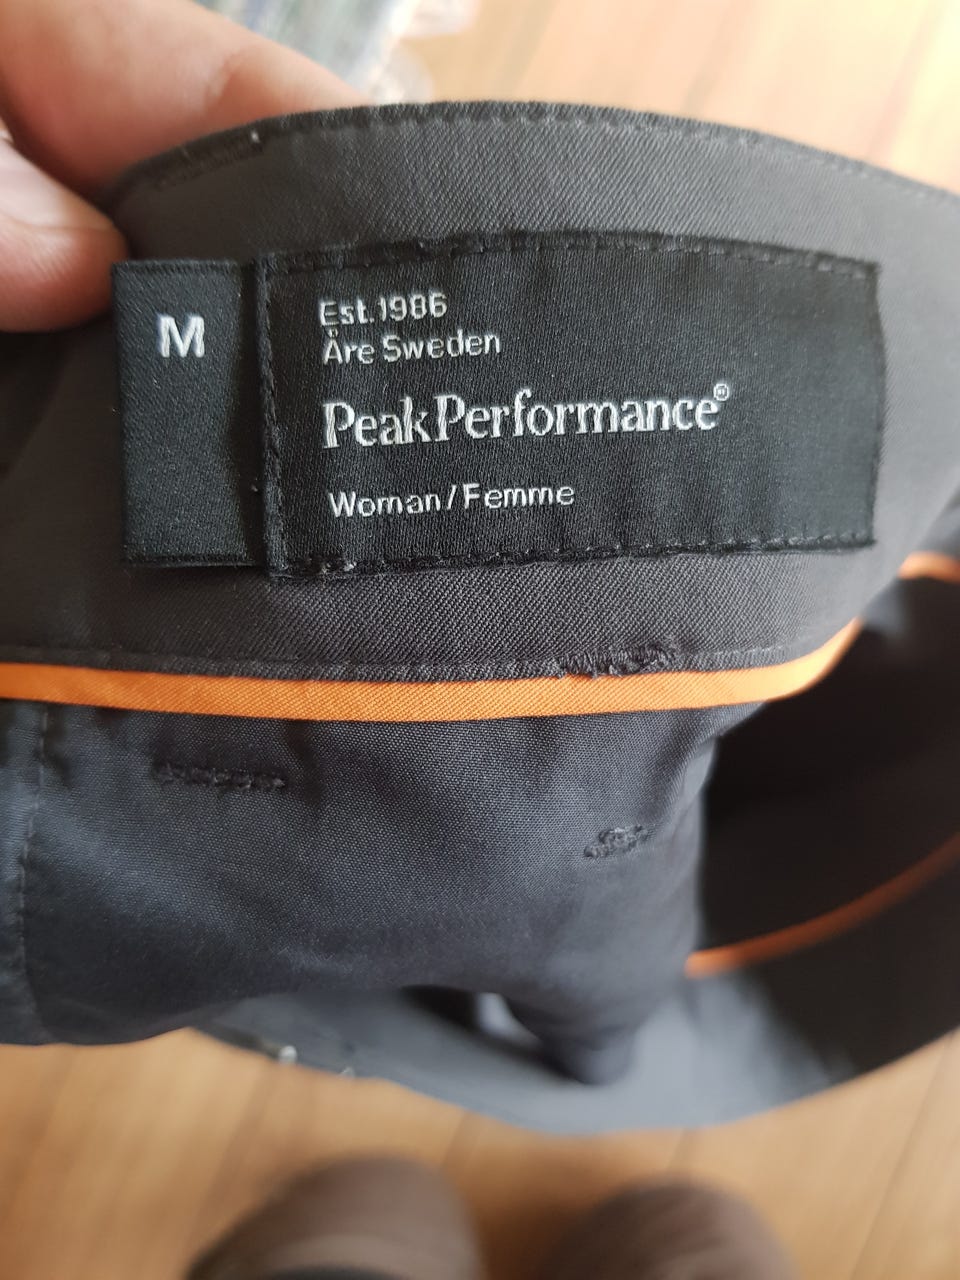 M
Est.1986
Åre Sweden
PeakPerformance®
Woman/Femme